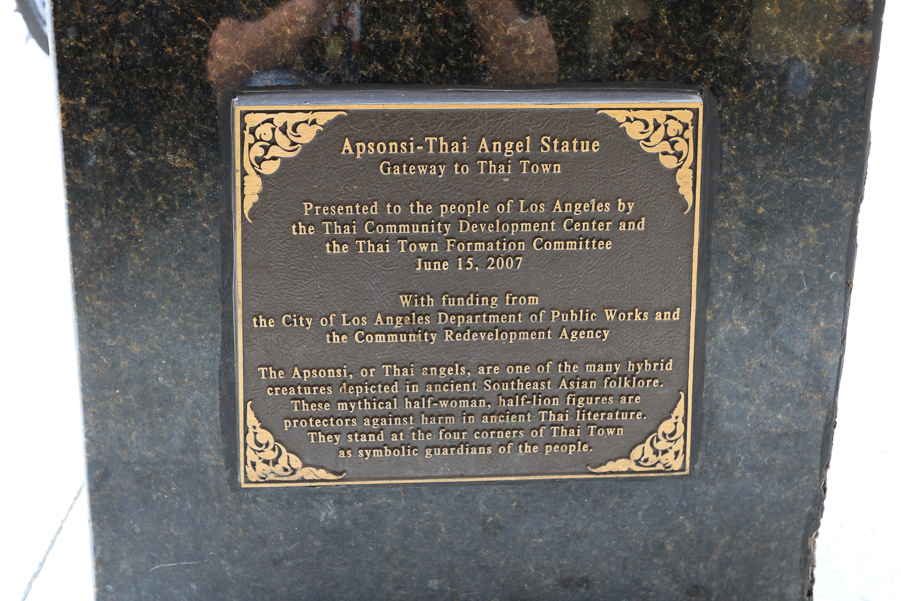 Apsonsi-Thai Angel Statue
Gateway to Thai Town
Presented to the people of Los Angeles by
the Thai Community Development Center and
the Thai Town Formation Committee
June 15, 2007
With funding from
the City of Los Angeles Department of Public Works and
the Community Redevelopment Agency
The Apsonsi, or Thai angels, are one of the many hybrid
creatures depicted in ancient Southeast Asian folklore.
These mythical half-woman, half-lion figures are
protectors against harm in ancient Thai literature.
They stand at the four corners of Thai Town
as symbolic guardians of the people.